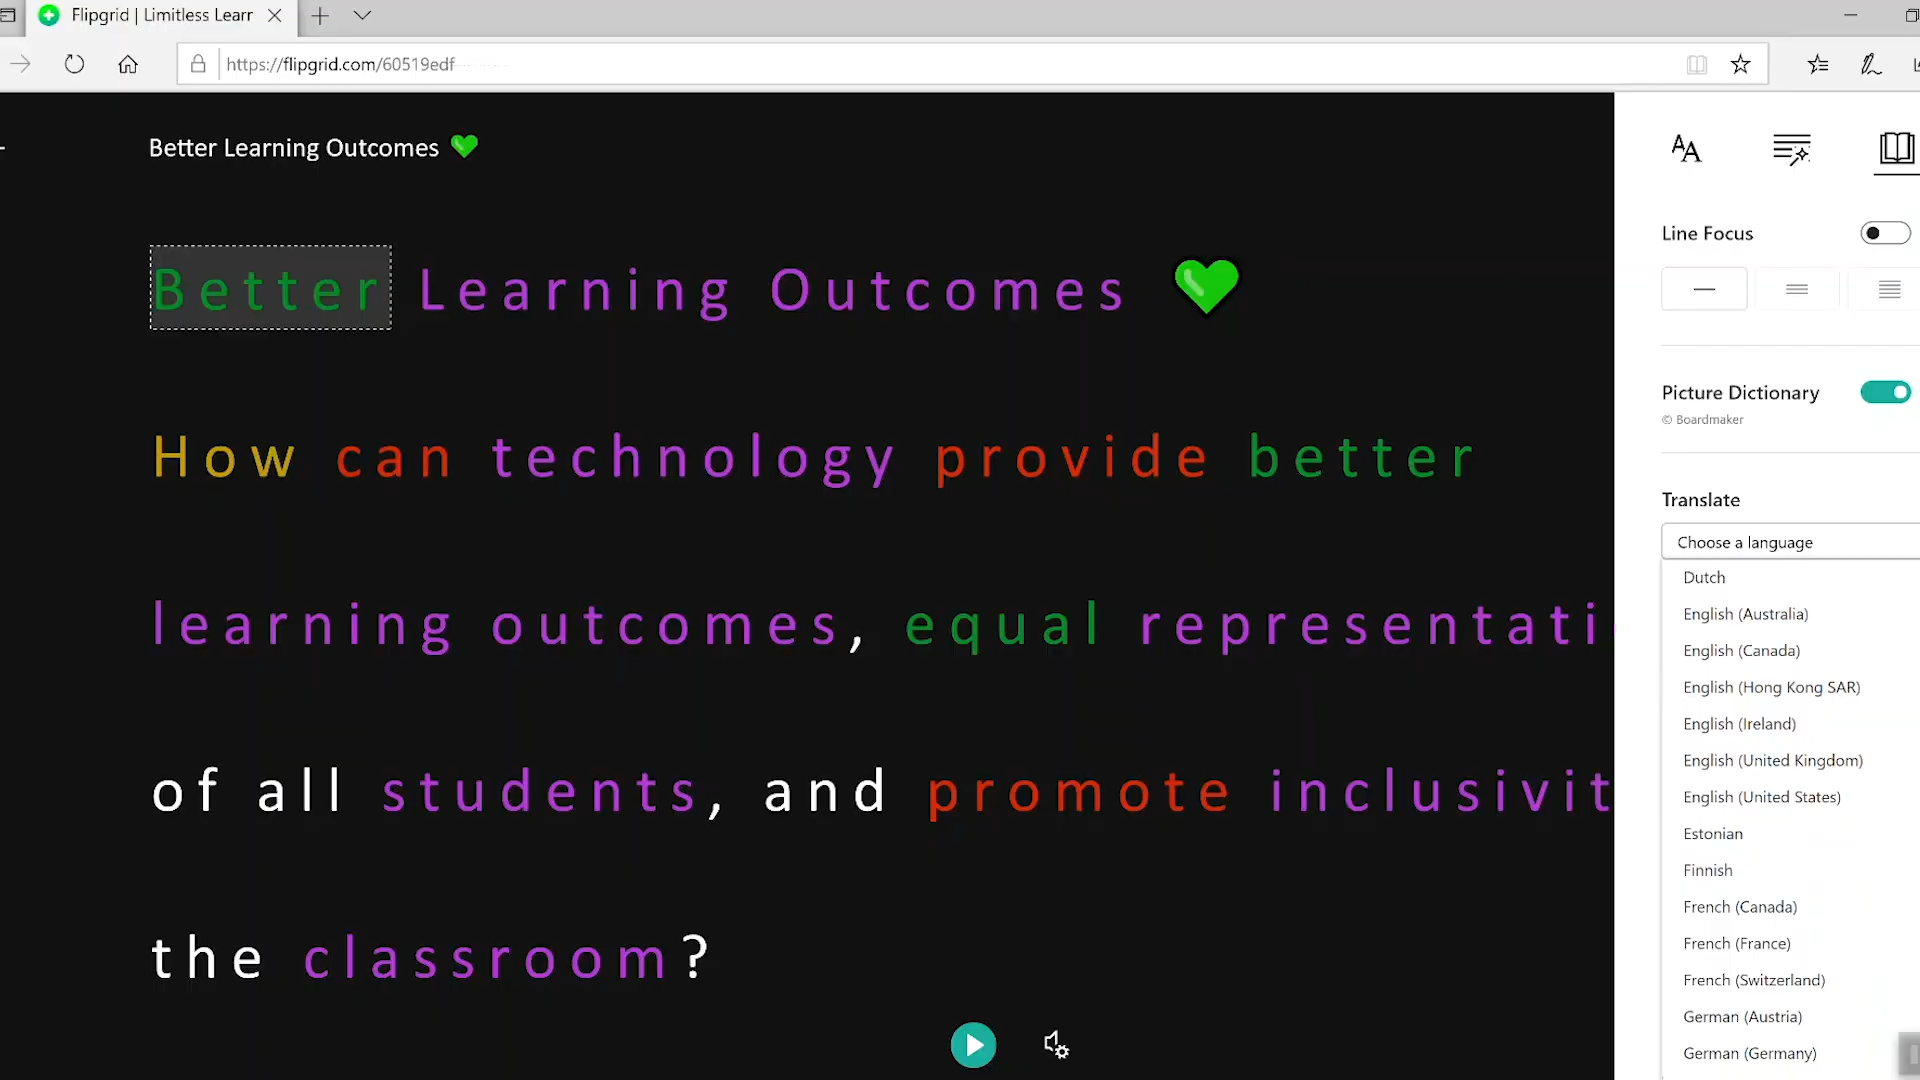 Flipgrid | Limitless Learr
https://flipgrid.com/60519edf
Better Learning Outcomes
Better Learning Outcomes
How can technology provide better
learning outcomes, equal representati
of all students, and promote inclusivit
the classroom?
Line Focus
Picture Dictionary
© Boardmaker
Translate
Choose a language
Dutch
English (Australia)
English (Canada)
English (Hong Kong SAR)
English (Ireland)
English (United Kingdom)
English (United States)
Estonian
Finnish
French (Canada)
French (France)
French (Switzerland)
German (Austria)
German (Germany)